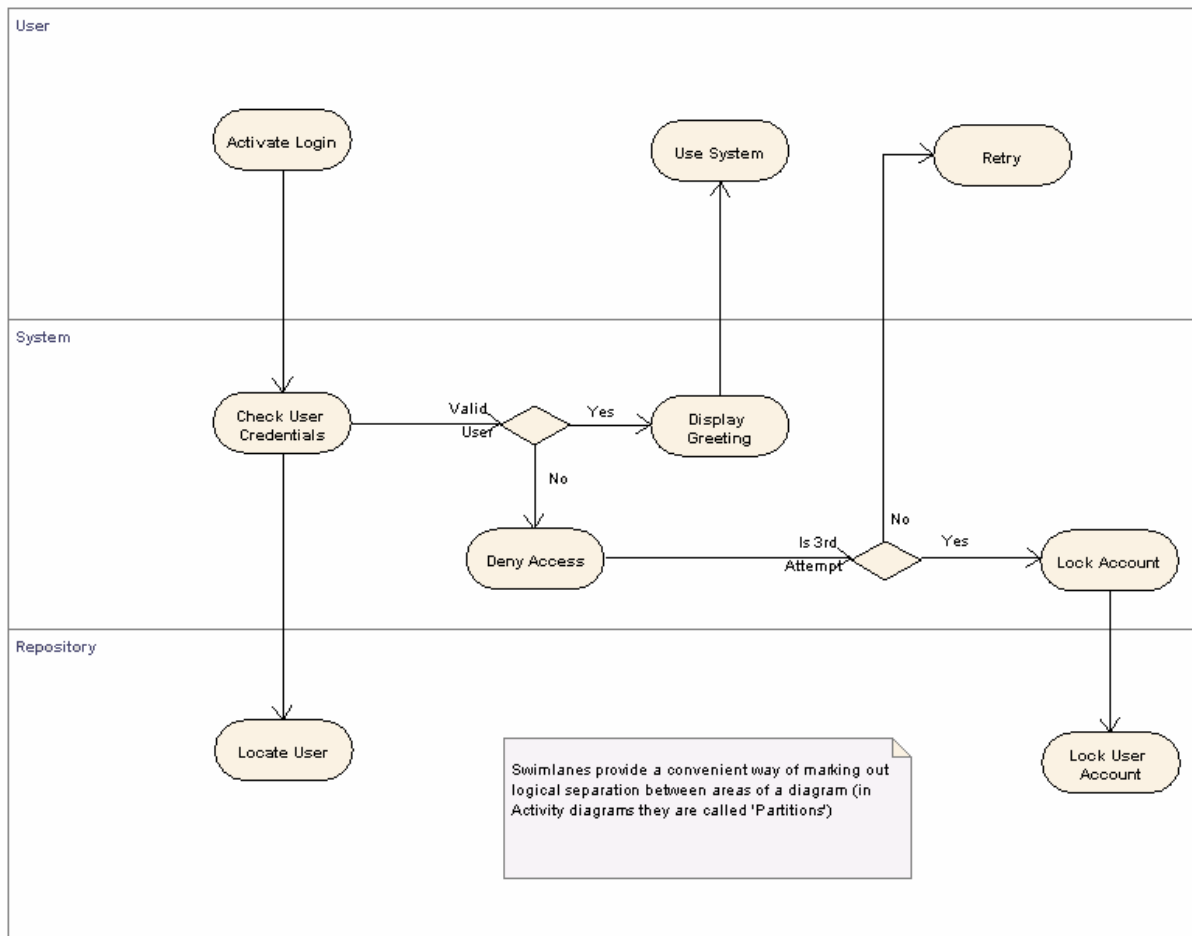 User
Activate Login
Use System
Retry
System
Check User
Credentials
Valid
User
Yes
Display
Greeting
No
Deny Access
Is 3rd
Attempt
No
Yes
Lock Account
Repository
Locate User
Swimlanes provide a convenient way of marking out
logical separation between areas of a diagram (in
Activity diagrams they are called 'Partitions')
Lock User
Account